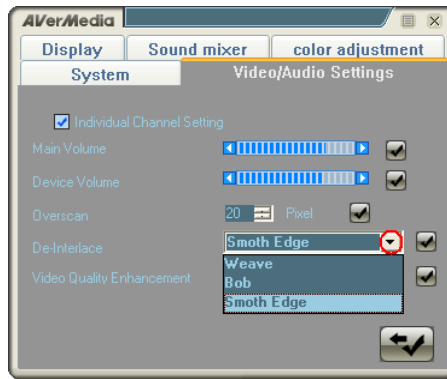 AVerMedia
Display Sound mixer color adjustment
System Video/Audio Settings
Individual Channel Setting
Main Volume
Device Volume
Overscan 20 Pixel
De-Interlace Smoth Edge
Weave
Bob
Video Quality Enhancement
Smoth Edge